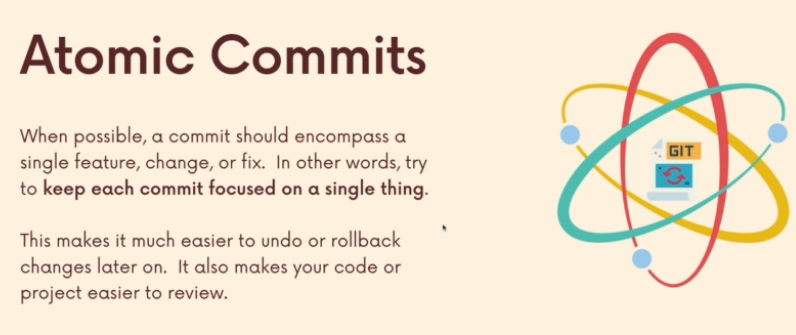 Atomic Commits
When possible, a commit should encompass a
single feature, change, or fix. In other words, try
to keep each commit focused on a single thing.
This makes it much easier to undo or rollback
changes later on. It also makes your code or
project easier to review.
GIT